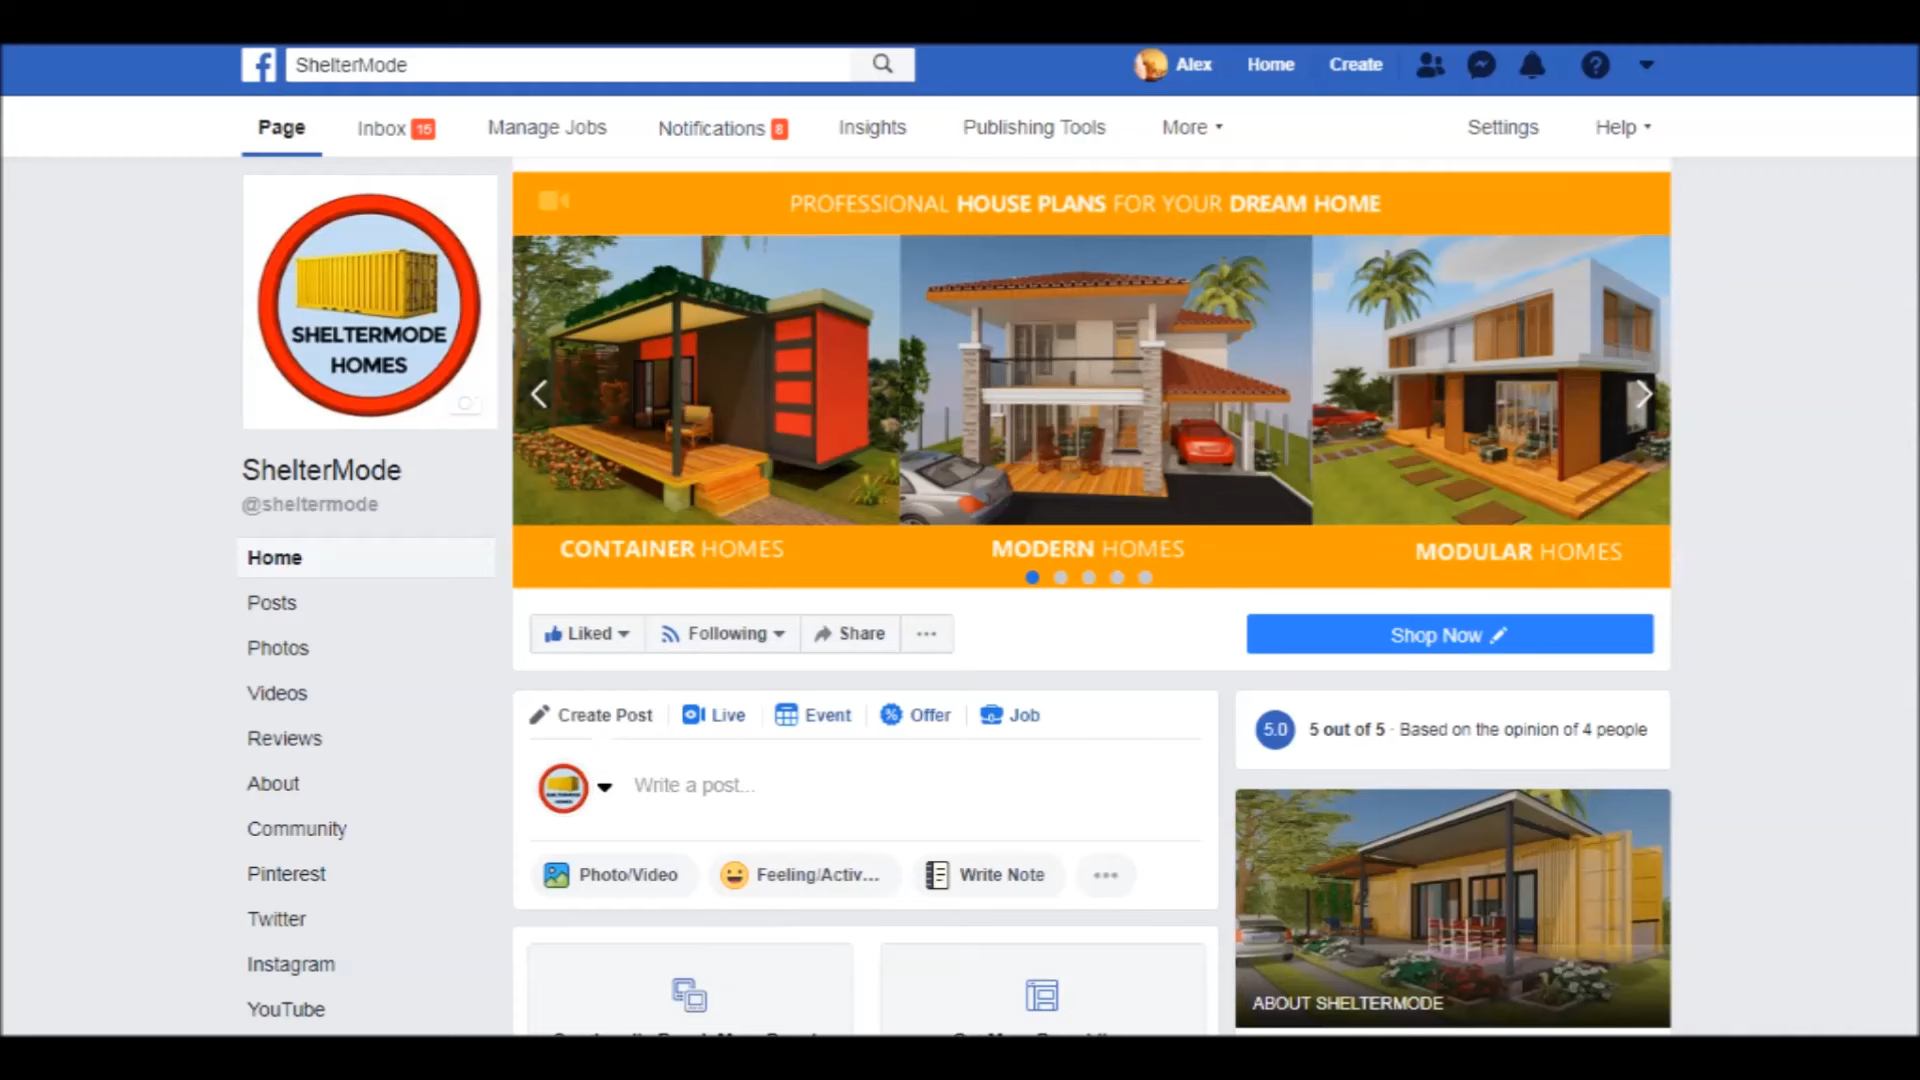 ShelterMode
Alex Home Create
Page Inbox 15 Manage Jobs Notifications 8 Insights Publishing Tools More Settings Help
PROFESSIONAL HOUSE PLANS FOR YOUR DREAM HOME
SHELTERMODE
HOMES
ShelterMode
@sheltermode
CONTAINER HOMES MODERN HOMES MODULAR HOMES
Home
Posts
Photos
Videos
Reviews
About
Community
Pinterest
Twitter
Instagram
YouTube
Liked Following Share Shop Now
Create Post Live Event Offer Job
Write a post...
Photo/Video Feeling/Activ... Write Note
5.0 5 out of 5 · Based on the opinion of 4 people
ABOUT SHELTERMODE